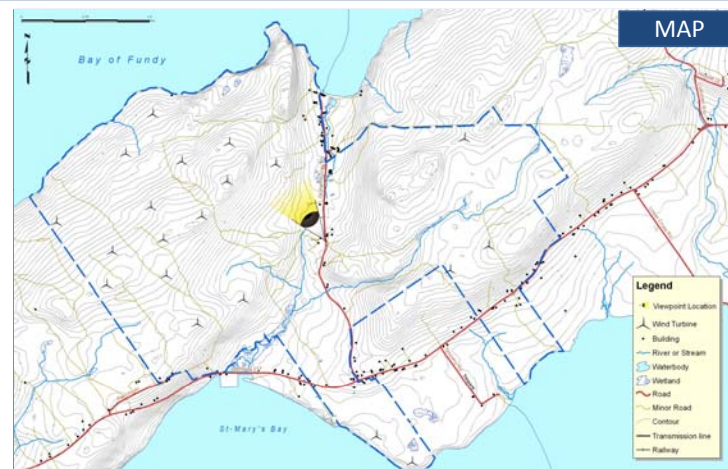 MAP
Bay of Fundy
St-Mary's Bay
Legend
Viewpoint Location
Wind Turbine
Building
River or Stream
Waterbody
Wetland
Road
Minor Road
Contour
Transmission line
Railway